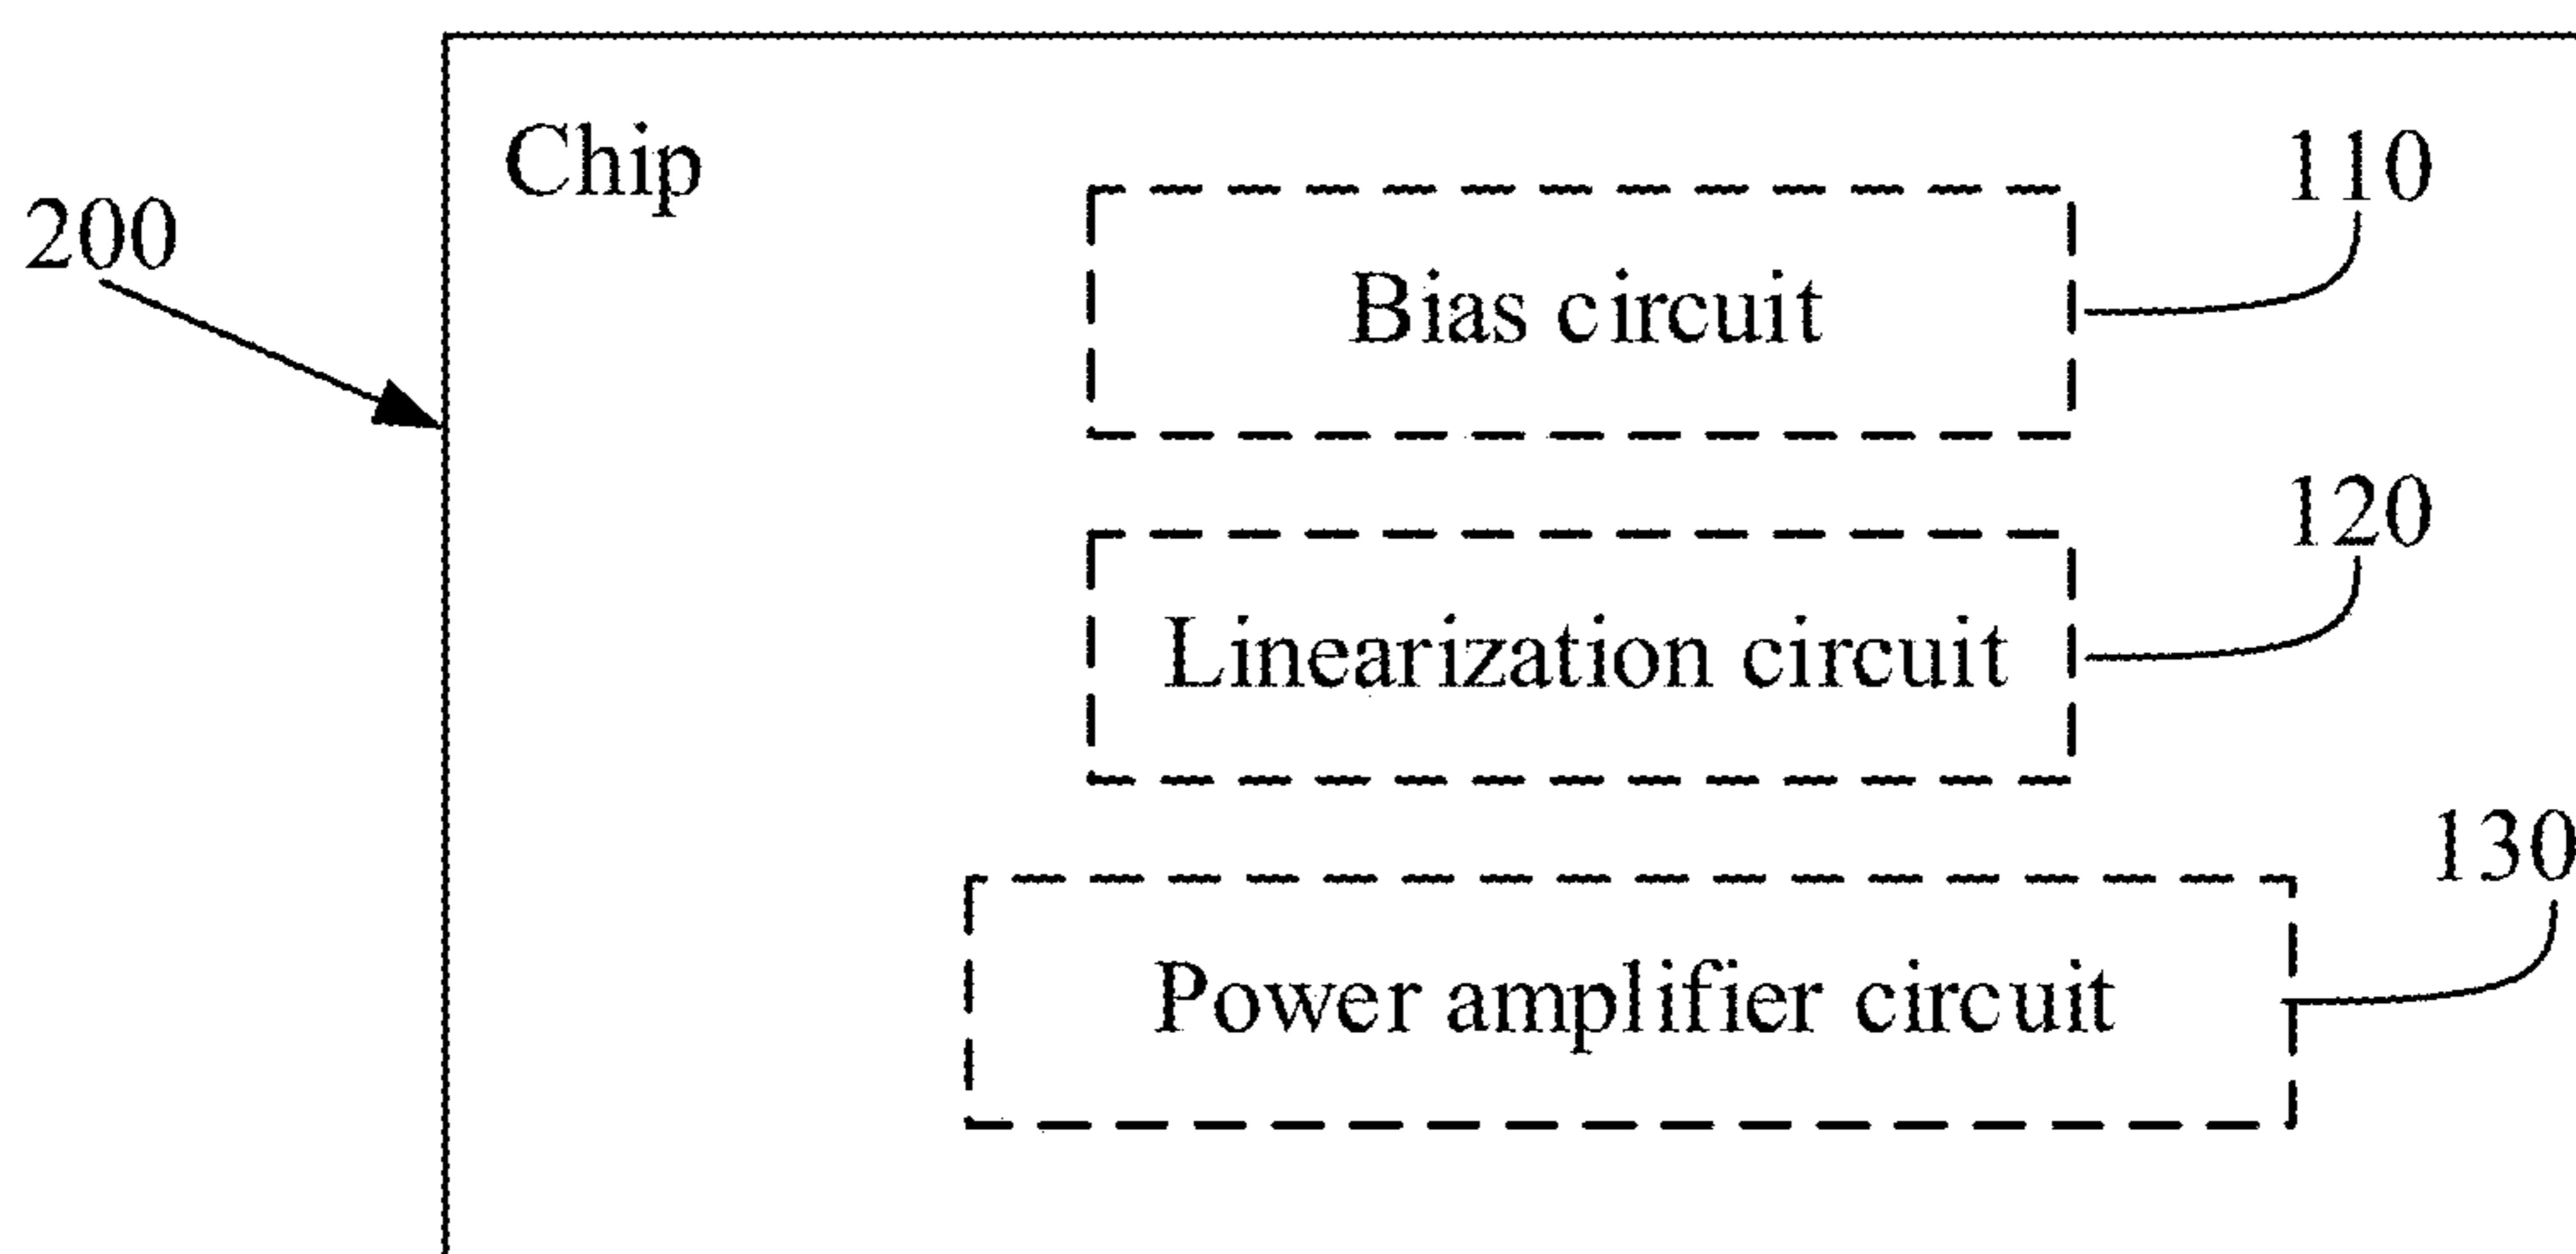 Chip
110
200
Bias circuit
120
Linearization circuit
130
Power amplifier circuit